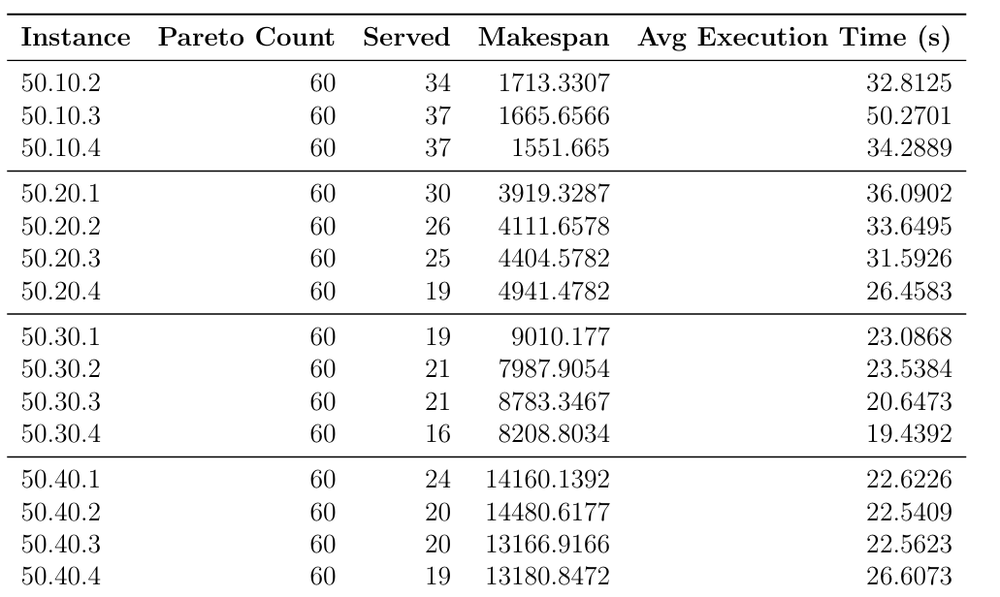 Instance Pareto Count Served Makespan Avg Execution Time (s)
50.10.2 60 34 1713.3307 32.8125
50.10.3 60 37 1665.6566 50.2701
50.10.4 60 37 1551.665 34.2889
50.20.1 60 30 3919.3287 36.0902
50.20.2 60 26 4111.6578 33.6495
50.20.3 60 25 4404.5782 31.5926
50.20.4 60 19 4941.4782 26.4583
50.30.1 60 19 9010.177 23.0868
50.30.2 60 21 7987.9054 23.5384
50.30.3 60 21 8783.3467 20.6473
50.30.4 60 16 8208.8034 19.4392
50.40.1 60 24 14160.1392 22.6226
50.40.2 60 20 14480.6177 22.5409
50.40.3 60 20 13166.9166 22.5623
50.40.4 60 19 13180.8472 26.6073